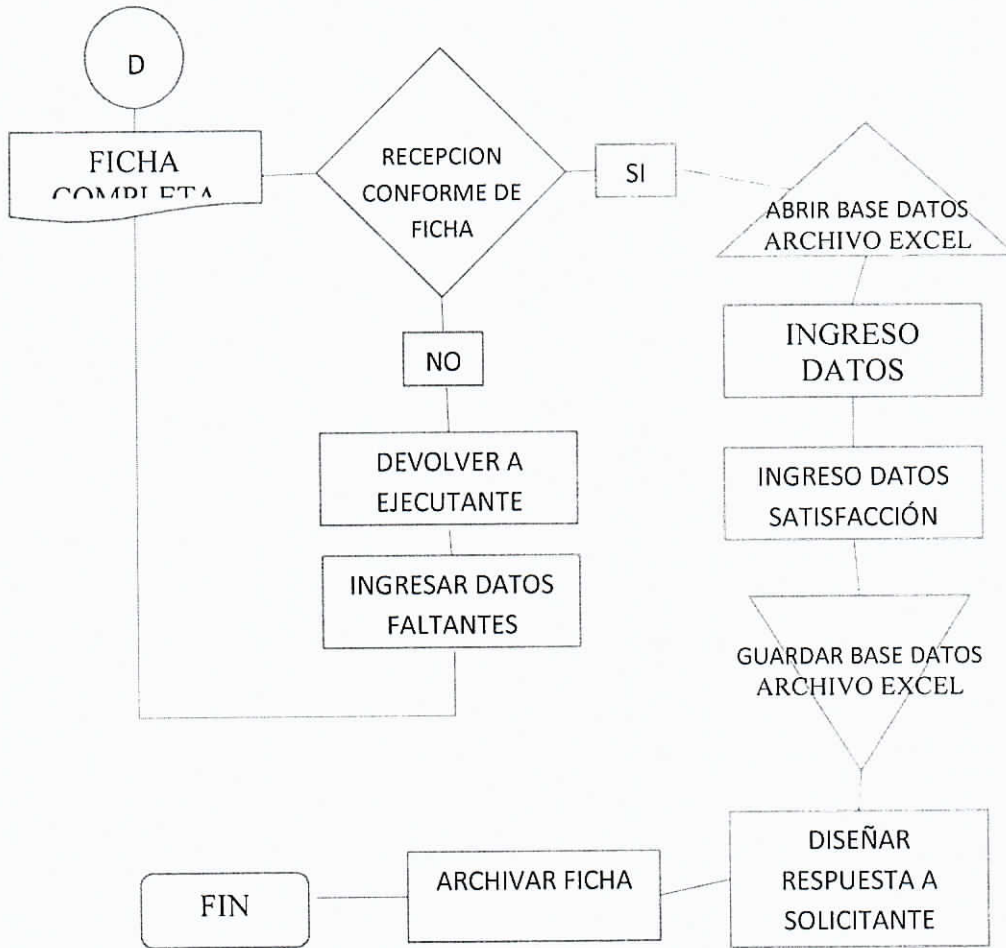 D
FICHA
COMPLETA
RECEPCION
CONFORME DE
FICHA
SI
ABRIR BASE DATOS
ARCHIVO EXCEL
NO
INGRESO
DATOS
DEVOLVER A
EJECUTANTE
INGRESO DATOS
SATISFACCIÓN
INGRESAR DATOS
FALTANTES
GUARDAR BASE DATOS
ARCHIVO EXCEL
DISEÑAR
RESPUESTA A
SOLICITANTE
ARCHIVAR FICHA
FIN